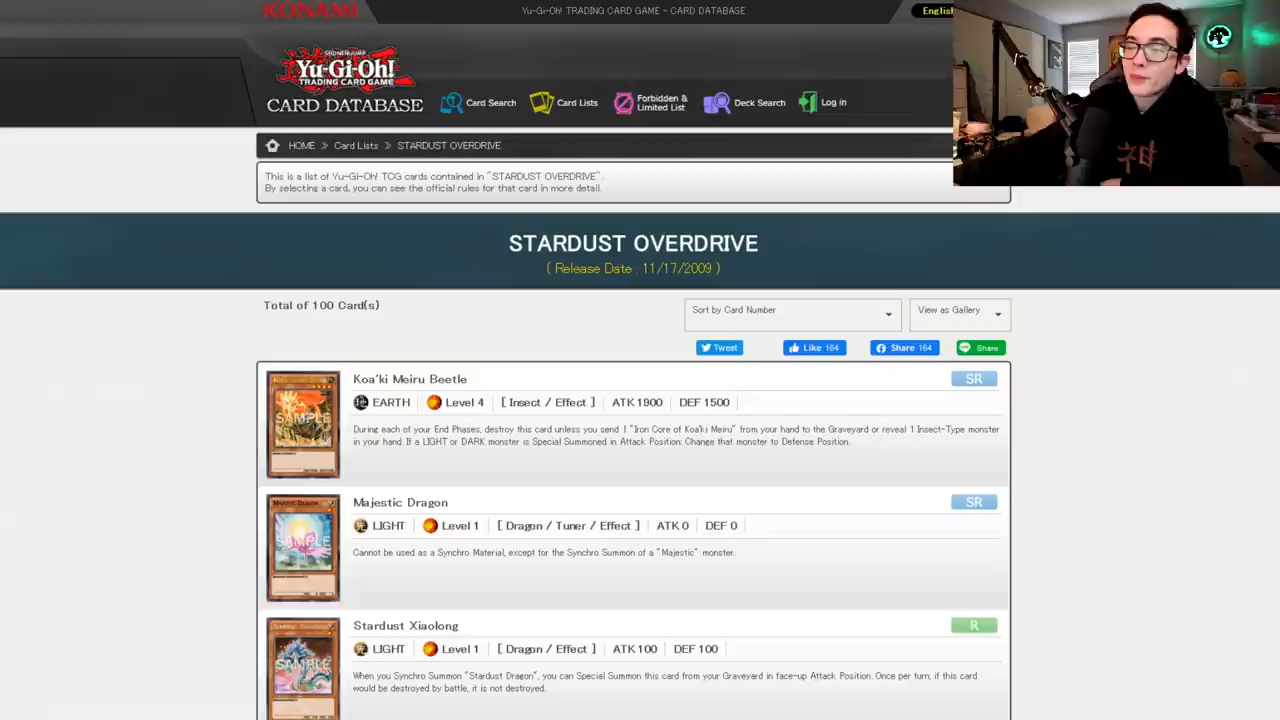 KONAMI
Yu-Gi-Oh! TRADING CARD GAME - CARD DATABASE
English
SHONEN JUMP
Yu-Gi-Oh!
TRADING CARD GAME
CARD DATABASE
Card Search
Card Lists
Forbidden & Limited List
Deck Search
Log in
神
HOME » Card Lists » STARDUST OVERDRIVE
This is a list of Yu-Gi-Oh! TCG cards contained in "STARDUST OVERDRIVE".
By selecting a card, you can see the official rules for that card in more detail.
STARDUST OVERDRIVE
( Release Date : 11/17/2009 )
Total of 100 Card(s)
Sort by Card Number
View as Gallery
Tweet
Like 164
Share 164
Share
Koa'ki Meiru Beetle
SR
EARTH Level 4 [ Insect / Effect ] ATK 1900 DEF 1500
SAMPLE
During each of your End Phases, destroy this card unless you send 1 "Iron Core of Koa'ki Meiru" from your hand to the Graveyard or reveal 1 Insect-Type monster
in your hand. If a LIGHT or DARK monster is Special Summoned in Attack Position: Change that monster to Defense Position.
Majestic Dragon
SR
LIGHT Level 1 [ Dragon / Tuner / Effect ] ATK 0 DEF 0
SAMPLE
Cannot be used as a Synchro Material, except for the Synchro Summon of a "Majestic" monster.
Stardust Xiaolong
R
LIGHT Level 1 [ Dragon / Effect ] ATK 100 DEF 100
SAMPLE
When you Synchro Summon "Stardust Dragon", you can Special Summon this card from your Graveyard in face-up Attack Position. Once per turn, if this card
would be destroyed by battle, it is not destroyed.